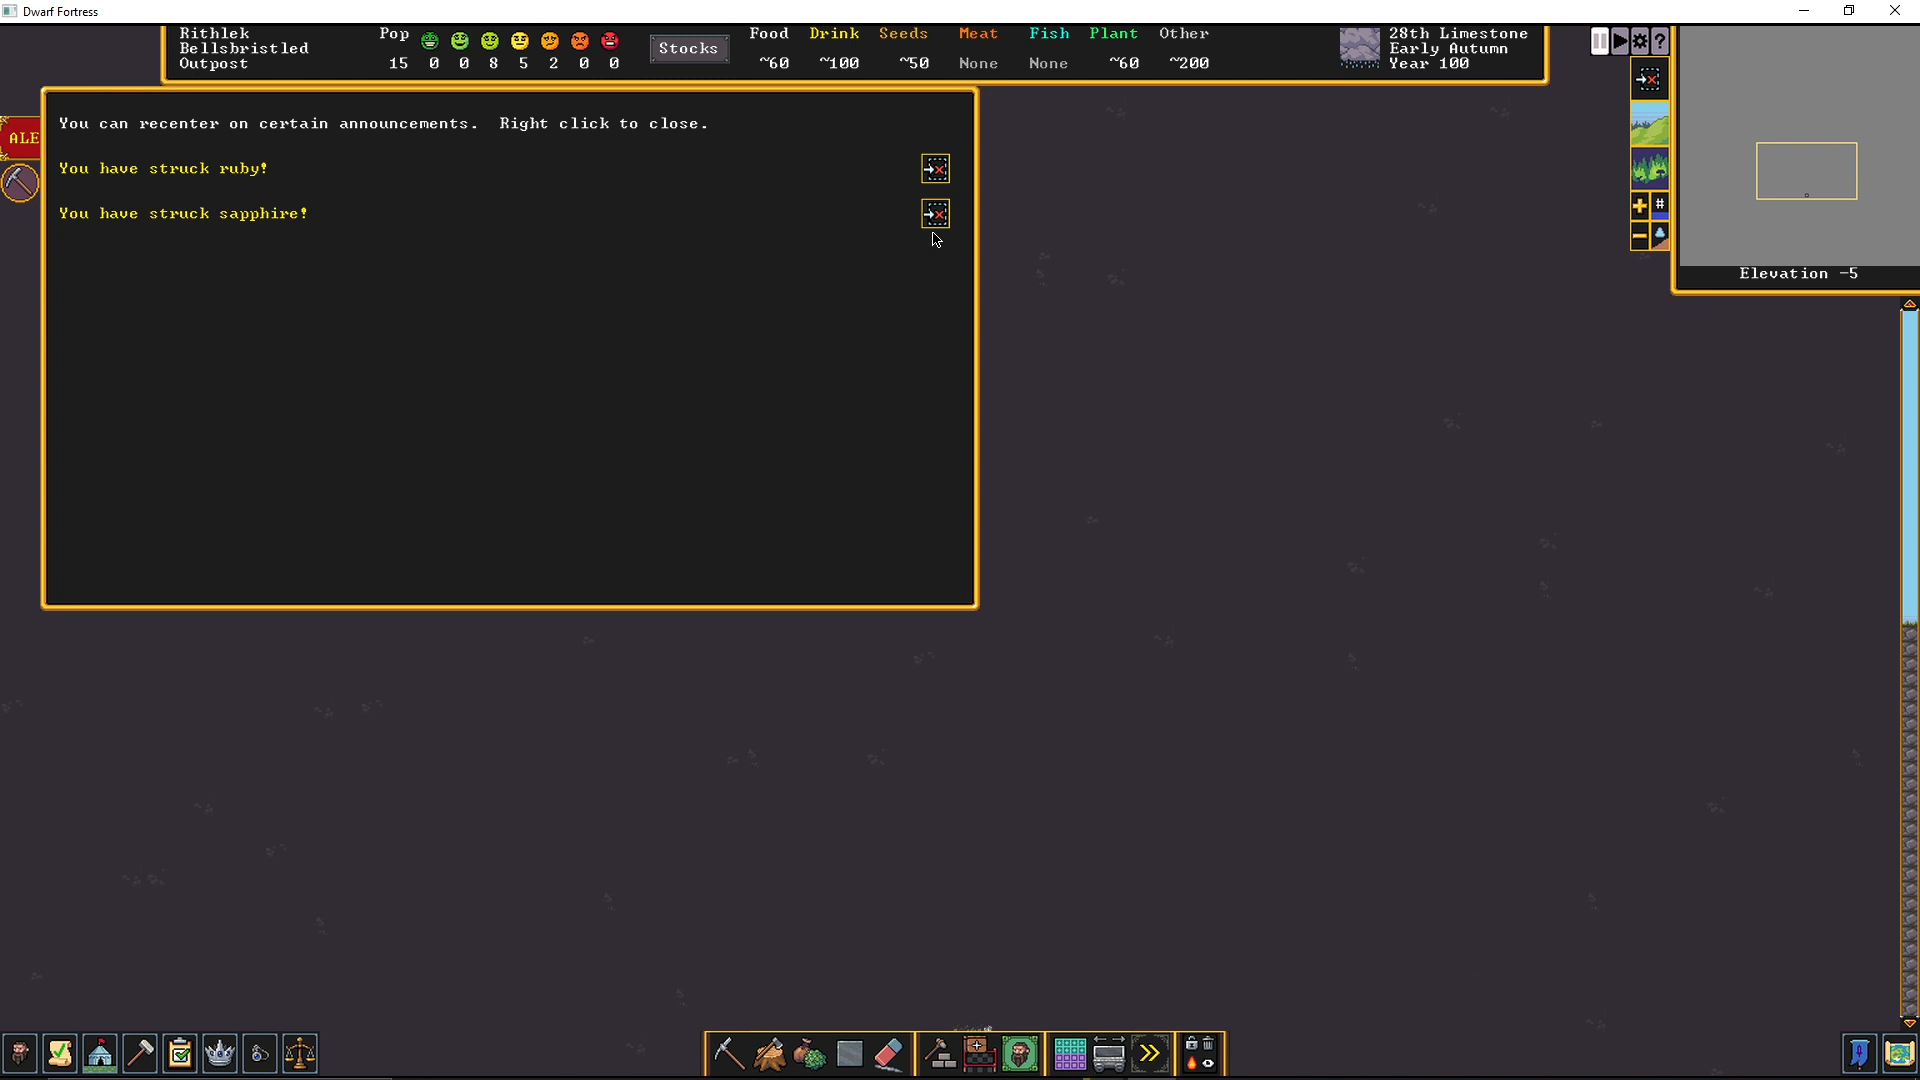 Dwarf Fortress
Rithlek
Bellsbristled
Outpost
Pop
15 0 0 8 5 2 0 0
Stocks
Food Drink Seeds Meat Fish Plant Other
~60 ~100 ~50 None None ~60 ~200
28th Limestone
Early Autumn
Year 100
?
#
ALE
You can recenter on certain announcements. Right click to close.
You have struck ruby!
You have struck sapphire!
Elevation -5